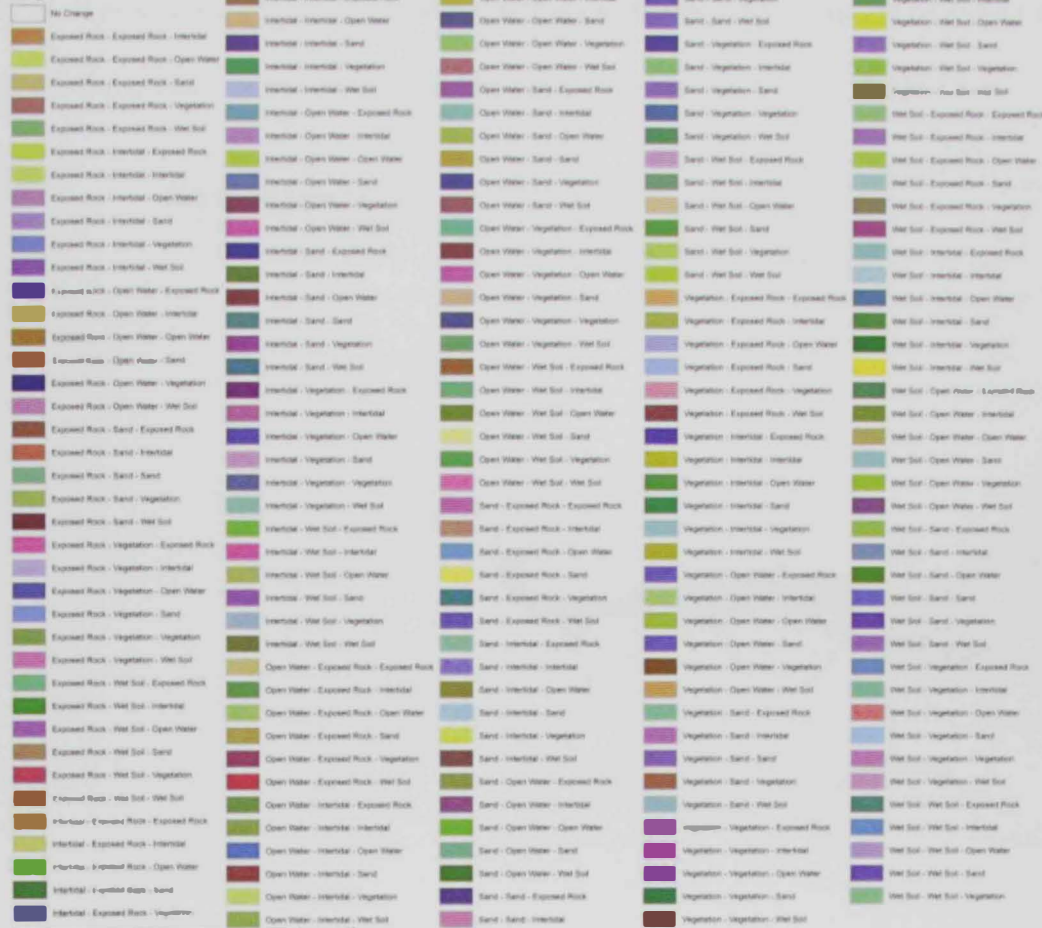 No Change
Exposed Rock - Exposed Rock - Intertidal
Exposed Rock - Exposed Rock - Open Water
Exposed Rock - Exposed Rock - Sand
Exposed Rock - Exposed Rock - Vegetation
Exposed Rock - Exposed Rock - Wet Soil
Exposed Rock - Intertidal - Exposed Rock
Exposed Rock - Intertidal - Intertidal
Exposed Rock - Intertidal - Open Water
Exposed Rock - Intertidal - Sand
Exposed Rock - Intertidal - Vegetation
Exposed Rock - Intertidal - Wet Soil
Exposed Rock - Open Water - Exposed Rock
Exposed Rock - Open Water - Intertidal
Exposed Rock - Open Water - Open Water
Exposed Rock - Open Water - Sand
Exposed Rock - Open Water - Vegetation
Exposed Rock - Open Water - Wet Soil
Exposed Rock - Sand - Exposed Rock
Exposed Rock - Sand - Intertidal
Exposed Rock - Sand - Sand
Exposed Rock - Sand - Vegetation
Exposed Rock - Sand - Wet Soil
Exposed Rock - Vegetation - Exposed Rock
Exposed Rock - Vegetation - Intertidal
Exposed Rock - Vegetation - Open Water
Exposed Rock - Vegetation - Sand
Exposed Rock - Vegetation - Vegetation
Exposed Rock - Vegetation - Wet Soil
Exposed Rock - Wet Soil - Exposed Rock
Exposed Rock - Wet Soil - Intertidal
Exposed Rock - Wet Soil - Open Water
Exposed Rock - Wet Soil - Sand
Exposed Rock - Wet Soil - Vegetation
Exposed Rock - Wet Soil - Wet Soil
Intertidal - Exposed Rock - Exposed Rock
Intertidal - Exposed Rock - Intertidal
Intertidal - Exposed Rock - Open Water
Intertidal - Exposed Rock - Sand
Intertidal - Exposed Rock - Vegetation
Intertidal - Intertidal - Open Water
Intertidal - Intertidal - Sand
Intertidal - Intertidal - Vegetation
Intertidal - Intertidal - Wet Soil
Intertidal - Open Water - Exposed Rock
Intertidal - Open Water - Intertidal
Intertidal - Open Water - Open Water
Intertidal - Open Water - Sand
Intertidal - Open Water - Vegetation
Intertidal - Open Water - Wet Soil
Intertidal - Sand - Exposed Rock
Intertidal - Sand - Intertidal
Intertidal - Sand - Open Water
Intertidal - Sand - Sand
Intertidal - Sand - Vegetation
Intertidal - Sand - Wet Soil
Intertidal - Vegetation - Exposed Rock
Intertidal - Vegetation - Intertidal
Intertidal - Vegetation - Open Water
Intertidal - Vegetation - Sand
Intertidal - Vegetation - Vegetation
Intertidal - Vegetation - Wet Soil
Intertidal - Wet Soil - Exposed Rock
Intertidal - Wet Soil - Intertidal
Intertidal - Wet Soil - Open Water
Intertidal - Wet Soil - Sand
Intertidal - Wet Soil - Vegetation
Intertidal - Wet Soil - Wet Soil
Open Water - Exposed Rock - Exposed Rock
Open Water - Exposed Rock - Intertidal
Open Water - Exposed Rock - Open Water
Open Water - Exposed Rock - Sand
Open Water - Exposed Rock - Vegetation
Open Water - Exposed Rock - Wet Soil
Open Water - Intertidal - Exposed Rock
Open Water - Intertidal - Intertidal
Open Water - Intertidal - Open Water
Open Water - Intertidal - Sand
Open Water - Intertidal - Vegetation
Open Water - Intertidal - Wet Soil
Open Water - Open Water - Sand
Open Water - Open Water - Vegetation
Open Water - Open Water - Wet Soil
Open Water - Sand - Exposed Rock
Open Water - Sand - Intertidal
Open Water - Sand - Open Water
Open Water - Sand - Sand
Open Water - Sand - Vegetation
Open Water - Sand - Wet Soil
Open Water - Vegetation - Exposed Rock
Open Water - Vegetation - Intertidal
Open Water - Vegetation - Open Water
Open Water - Vegetation - Sand
Open Water - Vegetation - Vegetation
Open Water - Vegetation - Wet Soil
Open Water - Wet Soil - Exposed Rock
Open Water - Wet Soil - Intertidal
Open Water - Wet Soil - Open Water
Open Water - Wet Soil - Sand
Open Water - Wet Soil - Vegetation
Open Water - Wet Soil - Wet Soil
Sand - Exposed Rock - Exposed Rock
Sand - Exposed Rock - Intertidal
Sand - Exposed Rock - Open Water
Sand - Exposed Rock - Sand
Sand - Exposed Rock - Vegetation
Sand - Exposed Rock - Wet Soil
Sand - Intertidal - Exposed Rock
Sand - Intertidal - Intertidal
Sand - Intertidal - Open Water
Sand - Intertidal - Sand
Sand - Intertidal - Vegetation
Sand - Intertidal - Wet Soil
Sand - Open Water - Exposed Rock
Sand - Open Water - Intertidal
Sand - Open Water - Open Water
Sand - Open Water - Sand
Sand - Open Water - Wet Soil
Sand - Sand - Exposed Rock
Sand - Sand - Intertidal
Sand - Sand - Wet Soil
Sand - Vegetation - Exposed Rock
Sand - Vegetation - Intertidal
Sand - Vegetation - Sand
Sand - Vegetation - Vegetation
Sand - Vegetation - Wet Soil
Sand - Wet Soil - Exposed Rock
Sand - Wet Soil - Intertidal
Sand - Wet Soil - Open Water
Sand - Wet Soil - Sand
Sand - Wet Soil - Vegetation
Sand - Wet Soil - Wet Soil
Vegetation - Exposed Rock - Exposed Rock
Vegetation - Exposed Rock - Intertidal
Vegetation - Exposed Rock - Open Water
Vegetation - Exposed Rock - Sand
Vegetation - Exposed Rock - Vegetation
Vegetation - Exposed Rock - Wet Soil
Vegetation - Intertidal - Exposed Rock
Vegetation - Intertidal - Intertidal
Vegetation - Intertidal - Open Water
Vegetation - Intertidal - Sand
Vegetation - Intertidal - Vegetation
Vegetation - Intertidal - Wet Soil
Vegetation - Open Water - Exposed Rock
Vegetation - Open Water - Intertidal
Vegetation - Open Water - Open Water
Vegetation - Open Water - Sand
Vegetation - Open Water - Vegetation
Vegetation - Open Water - Wet Soil
Vegetation - Sand - Exposed Rock
Vegetation - Sand - Intertidal
Vegetation - Sand - Sand
Vegetation - Sand - Vegetation
Vegetation - Sand - Wet Soil
- Vegetation - Exposed Rock
Vegetation - Vegetation - Intertidal
Vegetation - Vegetation - Open Water
Vegetation - Vegetation - Sand
Vegetation - Vegetation - Wet Soil
Vegetation - Wet Soil - Open Water
Vegetation - Wet Soil - Sand
Vegetation - Wet Soil - Vegetation
- Wet Soil - Wet Soil
Wet Soil - Exposed Rock - Exposed Rock
Wet Soil - Exposed Rock - Intertidal
Wet Soil - Exposed Rock - Open Water
Wet Soil - Exposed Rock - Sand
Wet Soil - Exposed Rock - Vegetation
Wet Soil - Exposed Rock - Wet Soil
Wet Soil - Intertidal - Exposed Rock
Wet Soil - Intertidal - Intertidal
Wet Soil - Intertidal - Open Water
Wet Soil - Intertidal - Sand
Wet Soil - Intertidal - Vegetation
Wet Soil - Intertidal - Wet Soil
Wet Soil - Open Water - Exposed Rock
Wet Soil - Open Water - Intertidal
Wet Soil - Open Water - Open Water
Wet Soil - Open Water - Sand
Wet Soil - Open Water - Vegetation
Wet Soil - Open Water - Wet Soil
Wet Soil - Sand - Exposed Rock
Wet Soil - Sand - Intertidal
Wet Soil - Sand - Open Water
Wet Soil - Sand - Sand
Wet Soil - Sand - Vegetation
Wet Soil - Sand - Wet Soil
Wet Soil - Vegetation - Exposed Rock
Wet Soil - Vegetation - Intertidal
Wet Soil - Vegetation - Open Water
Wet Soil - Vegetation - Sand
Wet Soil - Vegetation - Vegetation
Wet Soil - Vegetation - Wet Soil
Wet Soil - Wet Soil - Exposed Rock
Wet Soil - Wet Soil - Intertidal
Wet Soil - Wet Soil - Open Water
Wet Soil - Wet Soil - Sand
Wet Soil - Wet Soil - Vegetation